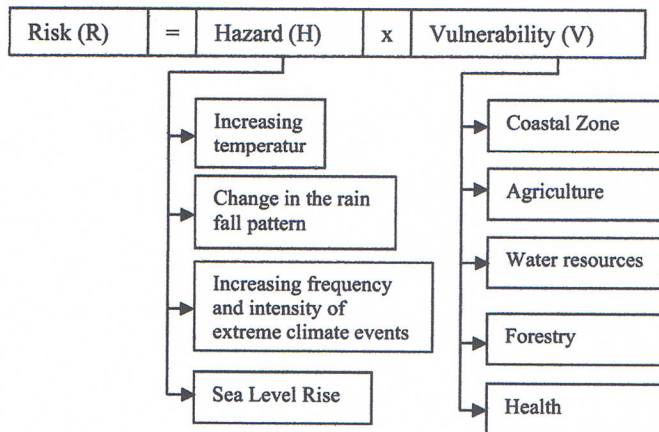 Risk (R) = Hazard (H) x Vulnerability (V)
Increasing
temperatur
Change in the rain
fall pattern
Increasing frequency
and intensity of
extreme climate events
Sea Level Rise
Coastal Zone
Agriculture
Water resources
Forestry
Health